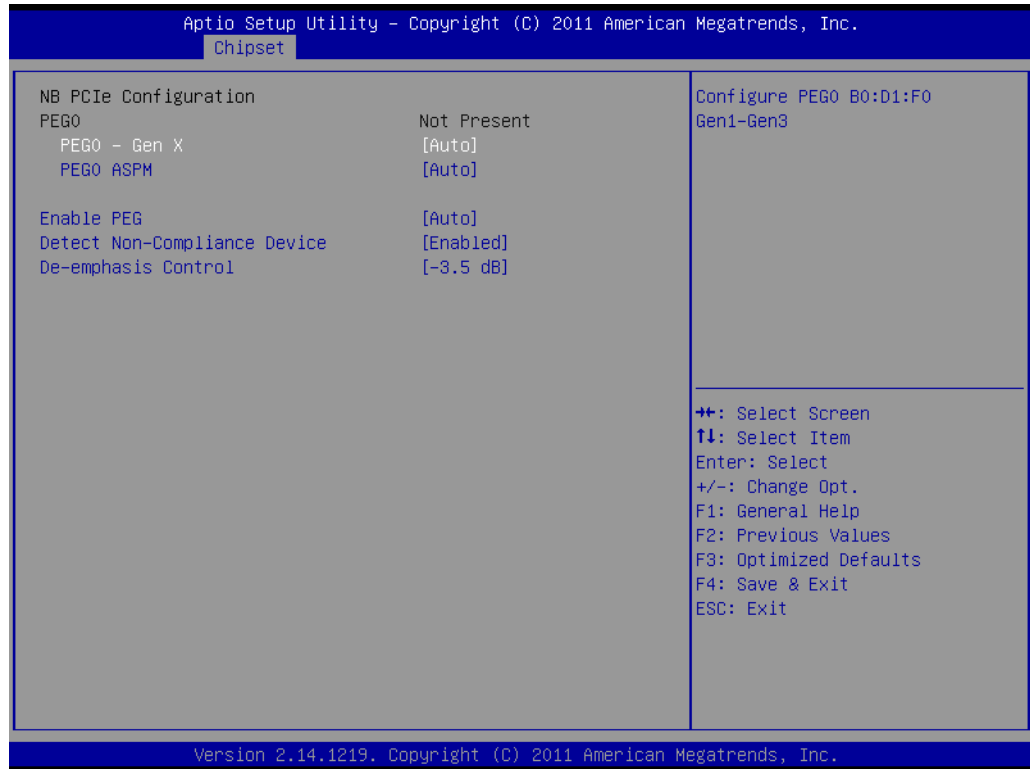 Aptio Setup Utility – Copyright (C) 2011 American Megatrends, Inc.
Chipset
NB PCIe Configuration
PEG0 Not Present
PEG0 – Gen X [Auto]
PEG0 ASPM [Auto]
Enable PEG [Auto]
Detect Non-Compliance Device [Enabled]
De-emphasis Control [-3.5 dB]
Configure PEG0 B0:D1:F0
Gen1-Gen3
→←: Select Screen
↑↓: Select Item
Enter: Select
+/-: Change Opt.
F1: General Help
F2: Previous Values
F3: Optimized Defaults
F4: Save & Exit
ESC: Exit
Version 2.14.1219. Copyright (C) 2011 American Megatrends, Inc.